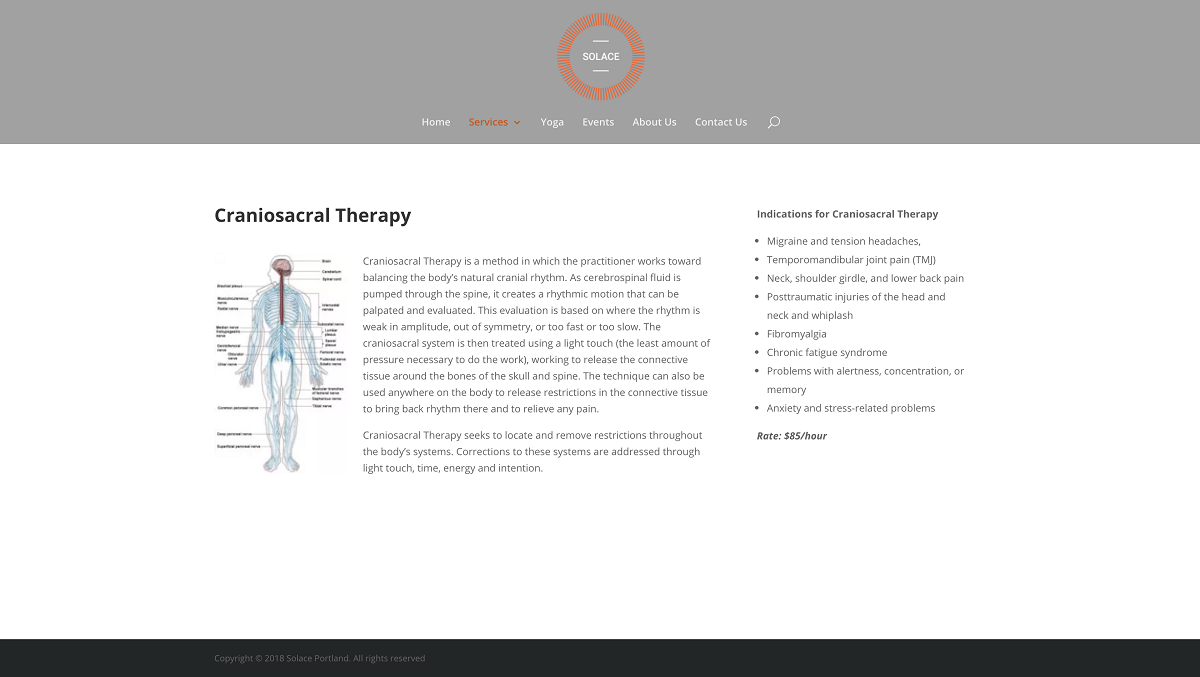 SOLACE
Home
Services
Yoga
Events
About Us
Contact Us
Craniosacral Therapy
Brain
Cerebellum
Spinal cord
Brachial plexus
Musculocutaneous
nerve
Radial nerve
Intercostal
nerves
Median nerve
Subcostal nerve
Lumbar
plexus
Sacral
plexus
Femoral nerve
Pudendal nerve
Sciatic nerve
Obturator
nerve
Ulnar nerve
Muscular branches
of femoral nerve
Saphenous nerve
Tibial nerve
Common peroneal nerve
Deep peroneal nerve
Superficial peroneal nerve
Craniosacral Therapy is a method in which the practitioner works toward
balancing the body’s natural cranial rhythm. As cerebrospinal fluid is
pumped through the spine, it creates a rhythmic motion that can be
palpated and evaluated. This evaluation is based on where the rhythm is
weak in amplitude, out of symmetry, or too fast or too slow. The
craniosacral system is then treated using a light touch (the least amount of
pressure necessary to do the work), working to release the connective
tissue around the bones of the skull and spine. The technique can also be
used anywhere on the body to release restrictions in the connective tissue
to bring back rhythm there and to relieve any pain.
Craniosacral Therapy seeks to locate and remove restrictions throughout
the body’s systems. Corrections to these systems are addressed through
light touch, time, energy and intention.
Indications for Craniosacral Therapy
Migraine and tension headaches,
Temporomandibular joint pain (TMJ)
Neck, shoulder girdle, and lower back pain
Posttraumatic injuries of the head and
neck and whiplash
Fibromyalgia
Chronic fatigue syndrome
Problems with alertness, concentration, or
memory
Anxiety and stress-related problems
Rate: $85/hour
Copyright © 2018 Solace Portland. All rights reserved